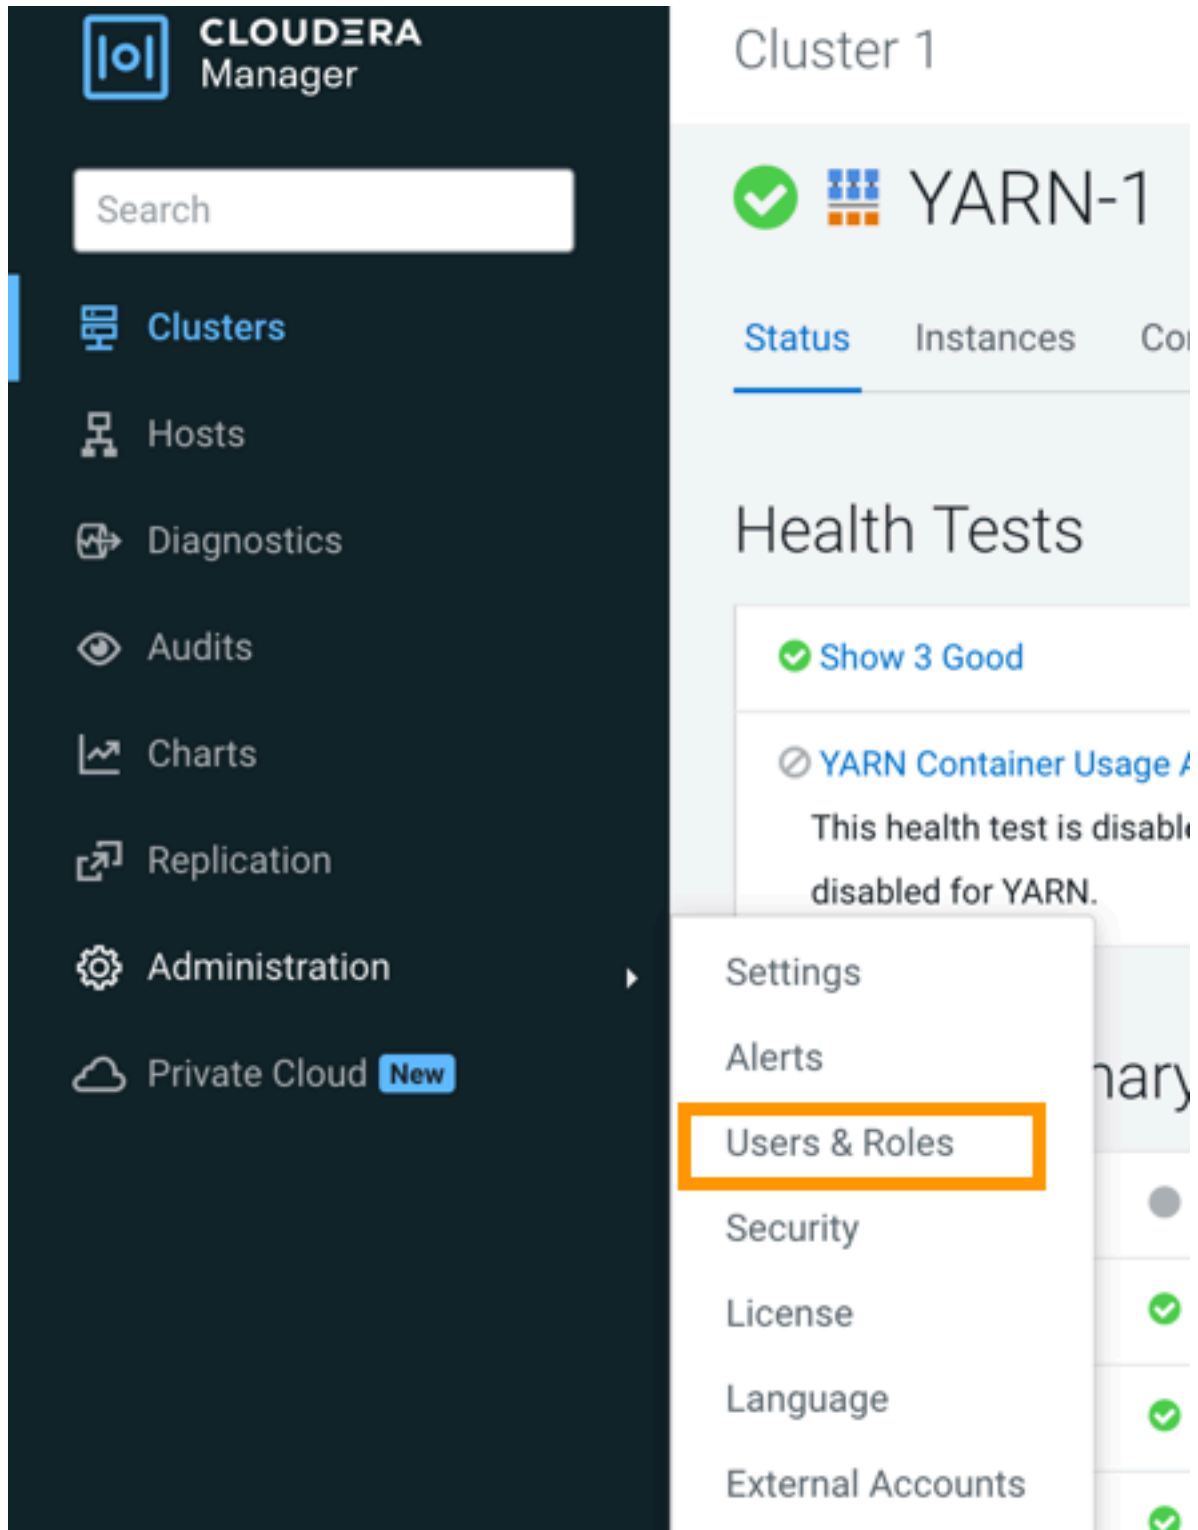 CLOUDERA
Manager
Search
Clusters
Hosts
Diagnostics
Audits
Charts
Replication
Administration
Private Cloud New
Cluster 1
YARN-1
Status Instances
Health Tests
Show 3 Good
YARN Container Usage
This health test is
disabled for YARN.
Settings
Alerts
Users & Roles
Security
License
Language
External Accounts